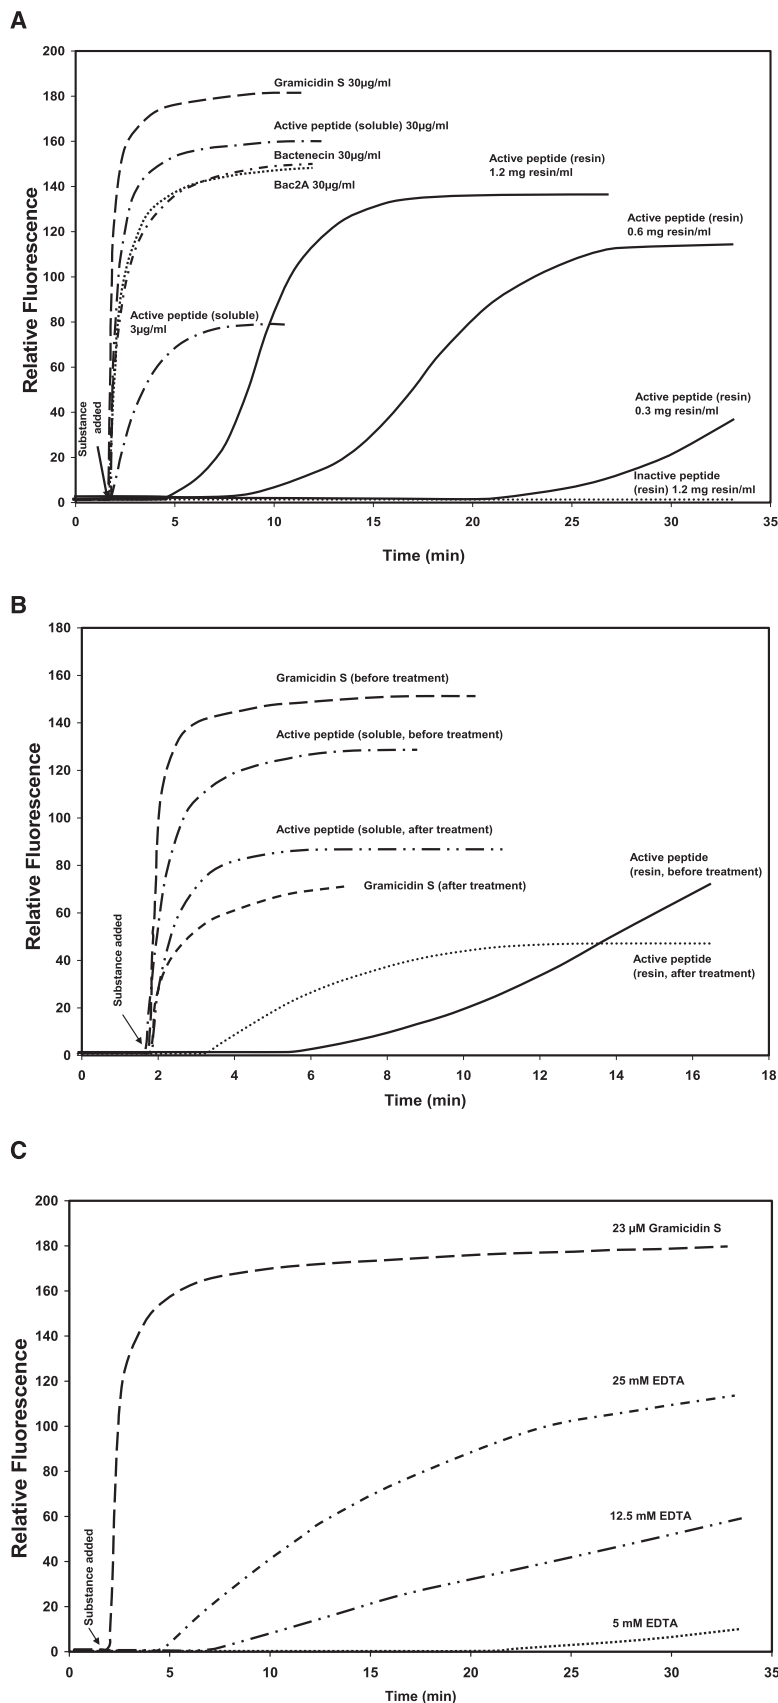 A
200
180
160
140
120
100
80
60
40
20
0
Relative Fluorescence
Gramicidin S 30µg/ml
Active peptide (soluble) 30µg/ml
Bactenecin 30µg/ml
Bac2A 30µg/ml
Active peptide (resin)
1.2 mg resin/ml
Active peptide (resin)
0.6 mg resin/ml
Active peptide (soluble)
3µg/ml
Substance
added
Active peptide (resin)
0.3 mg resin/ml
Inactive peptide
(resin) 1.2 mg resin/ml
0 5 10 15 20 25 30 35
Time (min)
B
180
160
140
120
100
80
60
40
20
0
Relative Fluorescence
Gramicidin S (before treatment)
Active peptide (soluble, before treatment)
Active peptide (soluble, after treatment)
Gramicidin S (after treatment)
Active peptide
(resin, before treatment)
Active peptide
(resin, after treatment)
Substance added
0 2 4 6 8 10 12 14 16 18
Time (min)
C
200
180
160
140
120
100
80
60
40
20
0
Relative Fluorescence
23 µM Gramicidin S
25 mM EDTA
12.5 mM EDTA
5 mM EDTA
Substance added
0 5 10 15 20 25 30 35
Time (min)